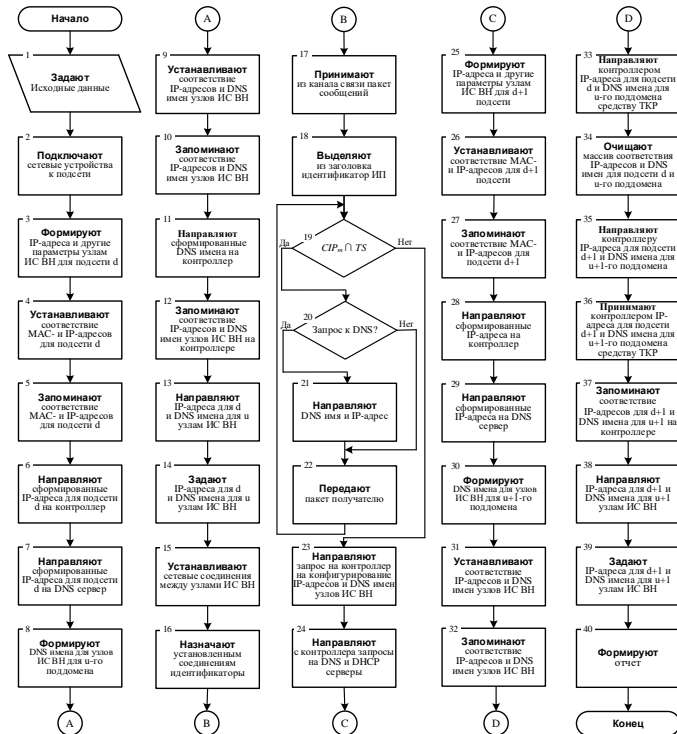 Начало
1
Задают
Исходные данные
2
Подключают
сетевые устройства
к подсети
3
Формируют
IP-адреса и другие
параметры узлам
ИС ВН для подсети d
4
Устанавливают
соответствие
MAC- и IP-адресов
для подсети d
5
Запоминают
соответствие
MAC- и IP-адресов
для подсети d
6
Направляют
сформированные
IP-адреса для подсети
d на контроллер
7
Направляют
сформированные
IP-адреса для подсети
d на DNS сервер
8
Формируют
DNS имена для узлов
ИС ВН для u-го
поддомена
A
A
9
Устанавливают
соответствие
IP-адресов и DNS
имен узлов ИС ВН
10
Запоминают
соответствие
IP-адресов и DNS
имен узлов ИС ВН
11
Направляют
сформированные
DNS имена на
контроллер
12
Запоминают
соответствие
IP-адресов и DNS
имен узлов ИС ВН на
контроллере
13
Направляют
IP-адреса для d
и DNS имена для u
узлам ИС ВН
14
Задают
IP-адреса для d
и DNS имена для u
узлам ИС ВН
15
Устанавливают
сетевые соединения
между узлами ИС ВН
16
Назначают
установленным
соединениям
идентификаторы
B
B
17
Принимают
из канала связи пакет
сообщений
18
Выделяют
из заголовка
идентификатор ИП
Да
19
CIPm ∩ TS
Нет
Да
20
Запрос к DNS?
Нет
21
Направляют
DNS имя и IP-адрес
22
Передают
пакет получателю
23
Направляют
запрос на контроллер
на конфигурирование
IP-адресов и DNS имен
узлов ИС ВН
24
Направляют
с контроллера запросы
на DNS и DHCP
серверы
C
C
25
Формируют
IP-адреса и другие
параметры узлам
ИС ВН для d+1
подсети
26
Устанавливают
соответствие MAC-
и IP-адресов для d+1
подсети
27
Запоминают
соответствие MAC-
и IP-адресов для
подсети d+1
28
Направляют
сформированные
IP-адреса на
контроллер
29
Направляют
сформированные
IP-адреса на DNS
сервер
30
Формируют
DNS имена для узлов
ИС ВН для u+1-го
поддомена
31
Устанавливают
соответствие
IP-адресов и DNS
имен узлов ИС ВН
32
Запоминают
соответствие
IP-адресов и DNS
имен узлов ИС ВН
D
D
33
Направляют
контроллером
IP-адреса для подсети
d и DNS имена для
u-го поддомена
средству ТКР
34
Очищают
массив соответствия
IP-адресов и DNS
имен для подсети d и
u-го поддомена
35
Направляют
контроллеру
IP-адреса для подсети
d+1 и DNS имена для
u+1-го поддомена
36
Принимают
контроллером IP-
адреса для подсети
d+1 и DNS имена для
u+1-го поддомена
средству ТКР
37
Запоминают
соответствие
IP-адресов для d+1 и
DNS имена для u+1 на
контроллере
38
Направляют
IP-адреса для d+1 и
DNS имена для u+1
узлам ИС ВН
39
Задают
IP-адреса для d+1 и
DNS имена для u+1
узлам ИС ВН
40
Формируют
отчет
Конец